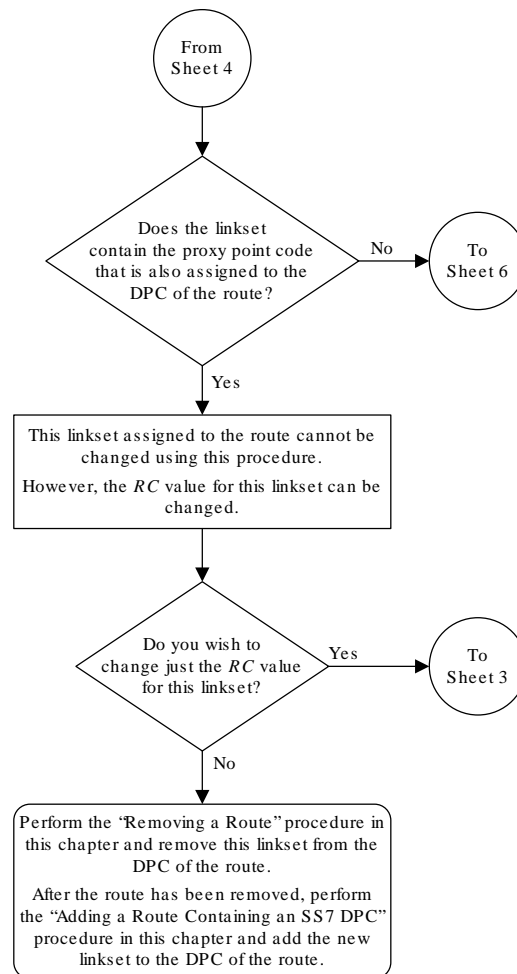 From
Sheet 4
Does the linkset
contain the proxy point code
that is also assigned to the
DPC of the route?
No
To
Sheet 6
Yes
This linkset assigned to the route cannot be
changed using this procedure.
However, the RC value for this linkset can be
changed.
Do you wish to
change just the RC value
for this linkset?
Yes
To
Sheet 3
No
Perform the “Removing a Route” procedure in
this chapter and remove this linkset from the
DPC of the route.
After the route has been removed, perform
the “Adding a Route Containing an SS7 DPC”
procedure in this chapter and add the new
linkset to the DPC of the route.